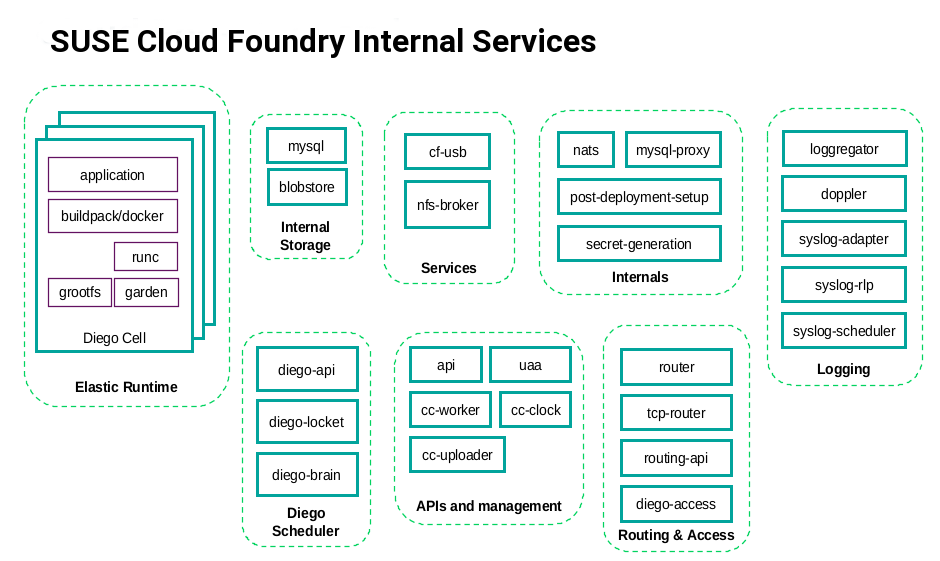 SUSE Cloud Foundry Internal Services
application
buildpack/docker
runc
grootfs
garden
Diego Cell
Elastic Runtime
mysql
blobstore
Internal
Storage
cf-usb
nfs-broker
Services
nats
mysql-proxy
post-deployment-setup
secret-generation
Internals
loggregator
doppler
syslog-adapter
syslog-rlp
syslog-scheduler
Logging
diego-api
diego-locket
diego-brain
Diego
Scheduler
api
uaa
cc-worker
cc-clock
cc-uploader
APIs and management
router
tcp-router
routing-api
diego-access
Routing & Access